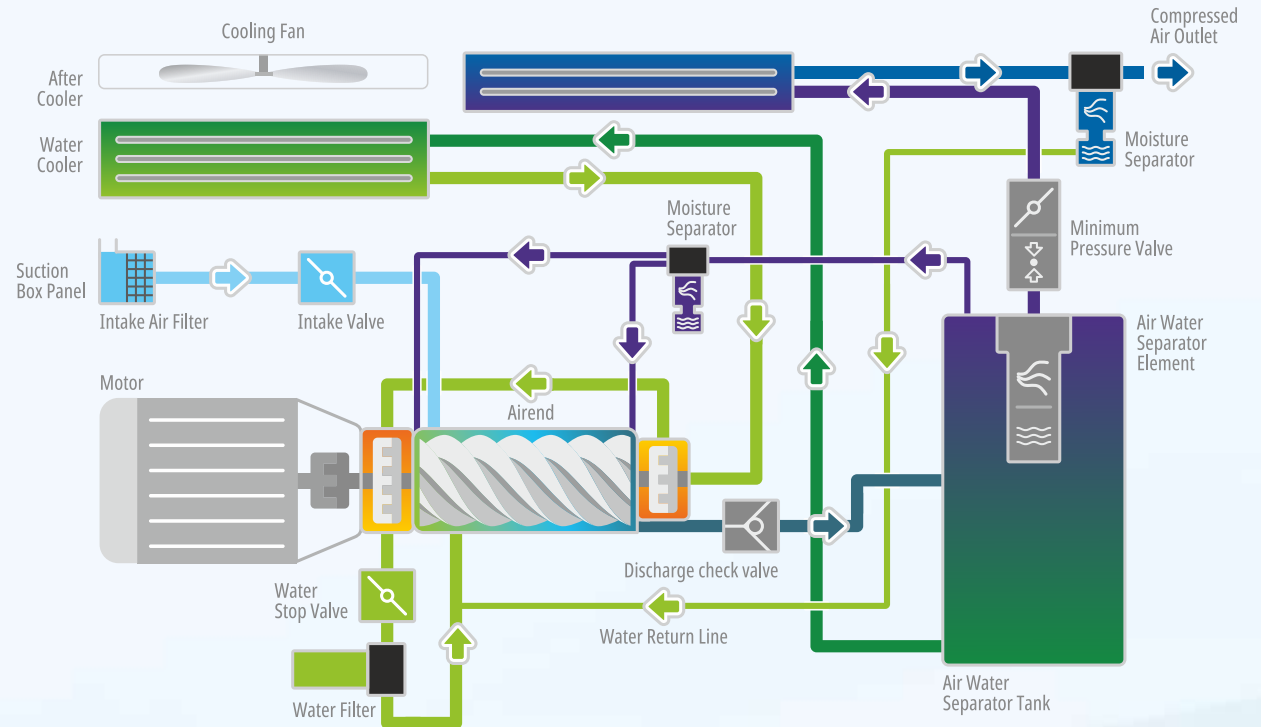 Cooling Fan
Compressed
Air Outlet
After
Cooler
Water
Cooler
Moisture
Separator
Moisture
Separator
Minimum
Pressure Valve
Suction
Box Panel
Intake Air Filter
Intake Valve
Air Water
Separator
Element
Motor
Airend
Discharge check valve
Water
Stop Valve
Water Return Line
Water Filter
Air Water
Separator Tank